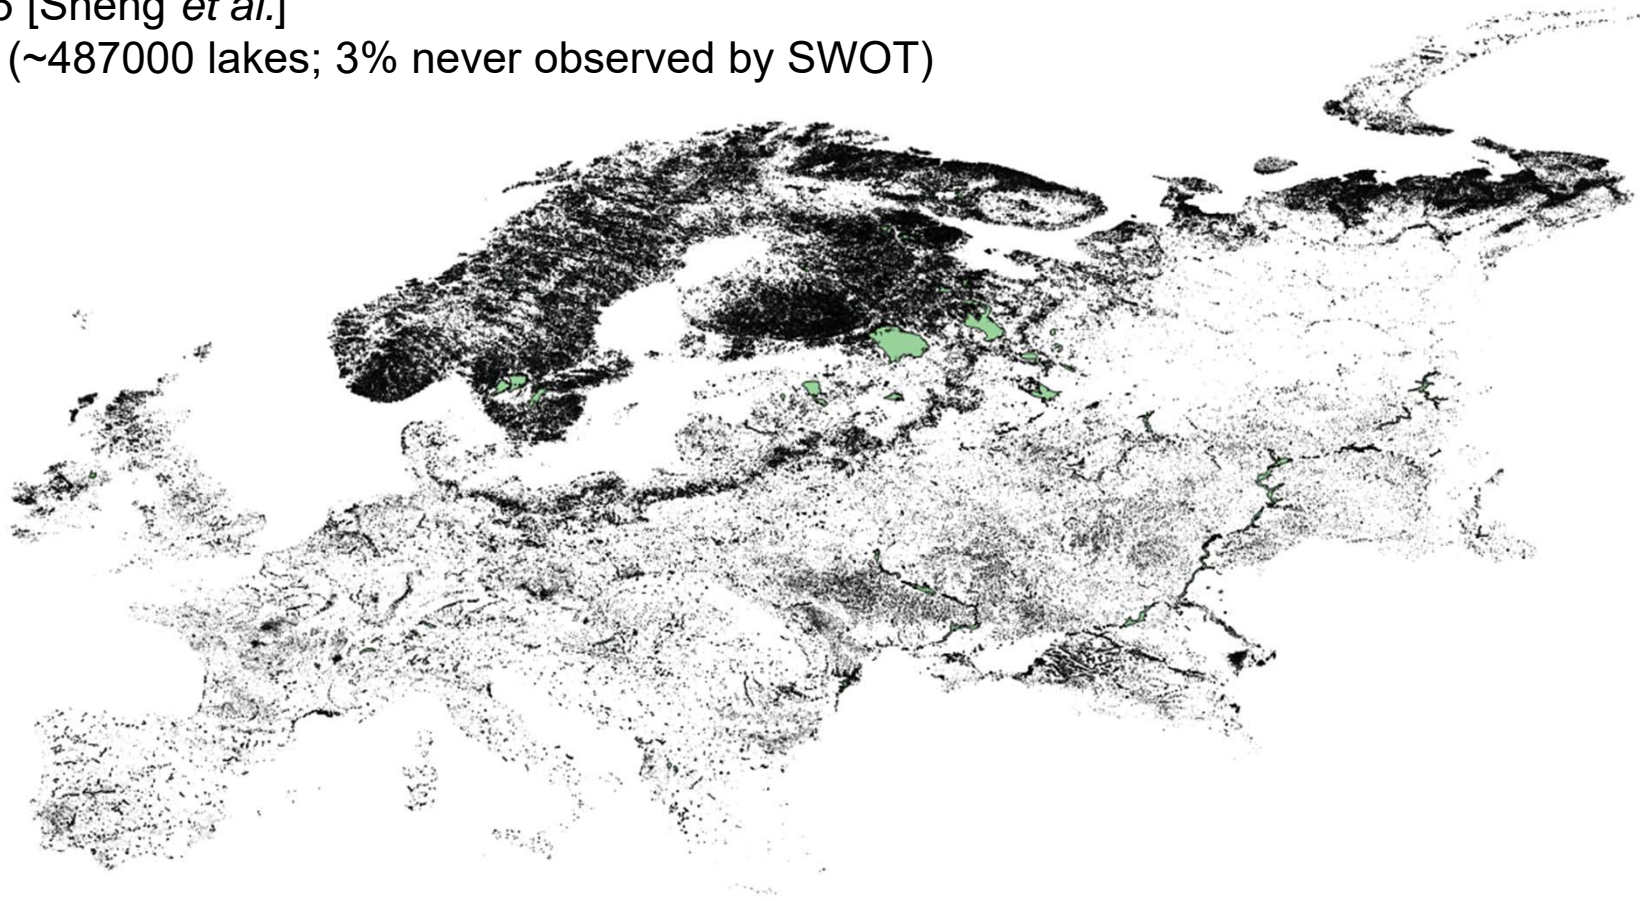 [Sheng et al.]
(~487000 lakes; 3% never observed by SWOT)